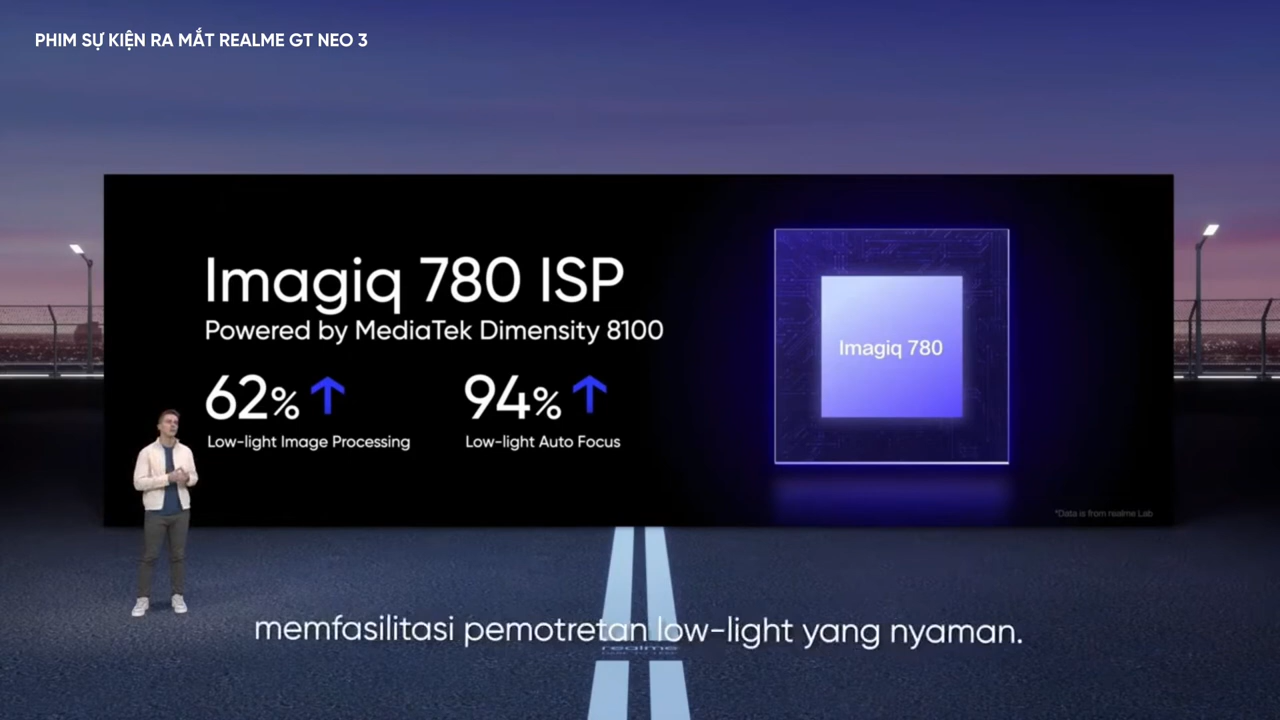 PHIM SỰ KIỆN RA MẮT REALME GT NEO 3
Imagiq 780 ISP
Powered by MediaTek Dimensity 8100
62% ↑
94% ↑
Low-light Image Processing
Low-light Auto Focus
Imagiq 780
*Data is from realme Lab
memfasilitasi pemotretan low-light yang nyaman.
realme